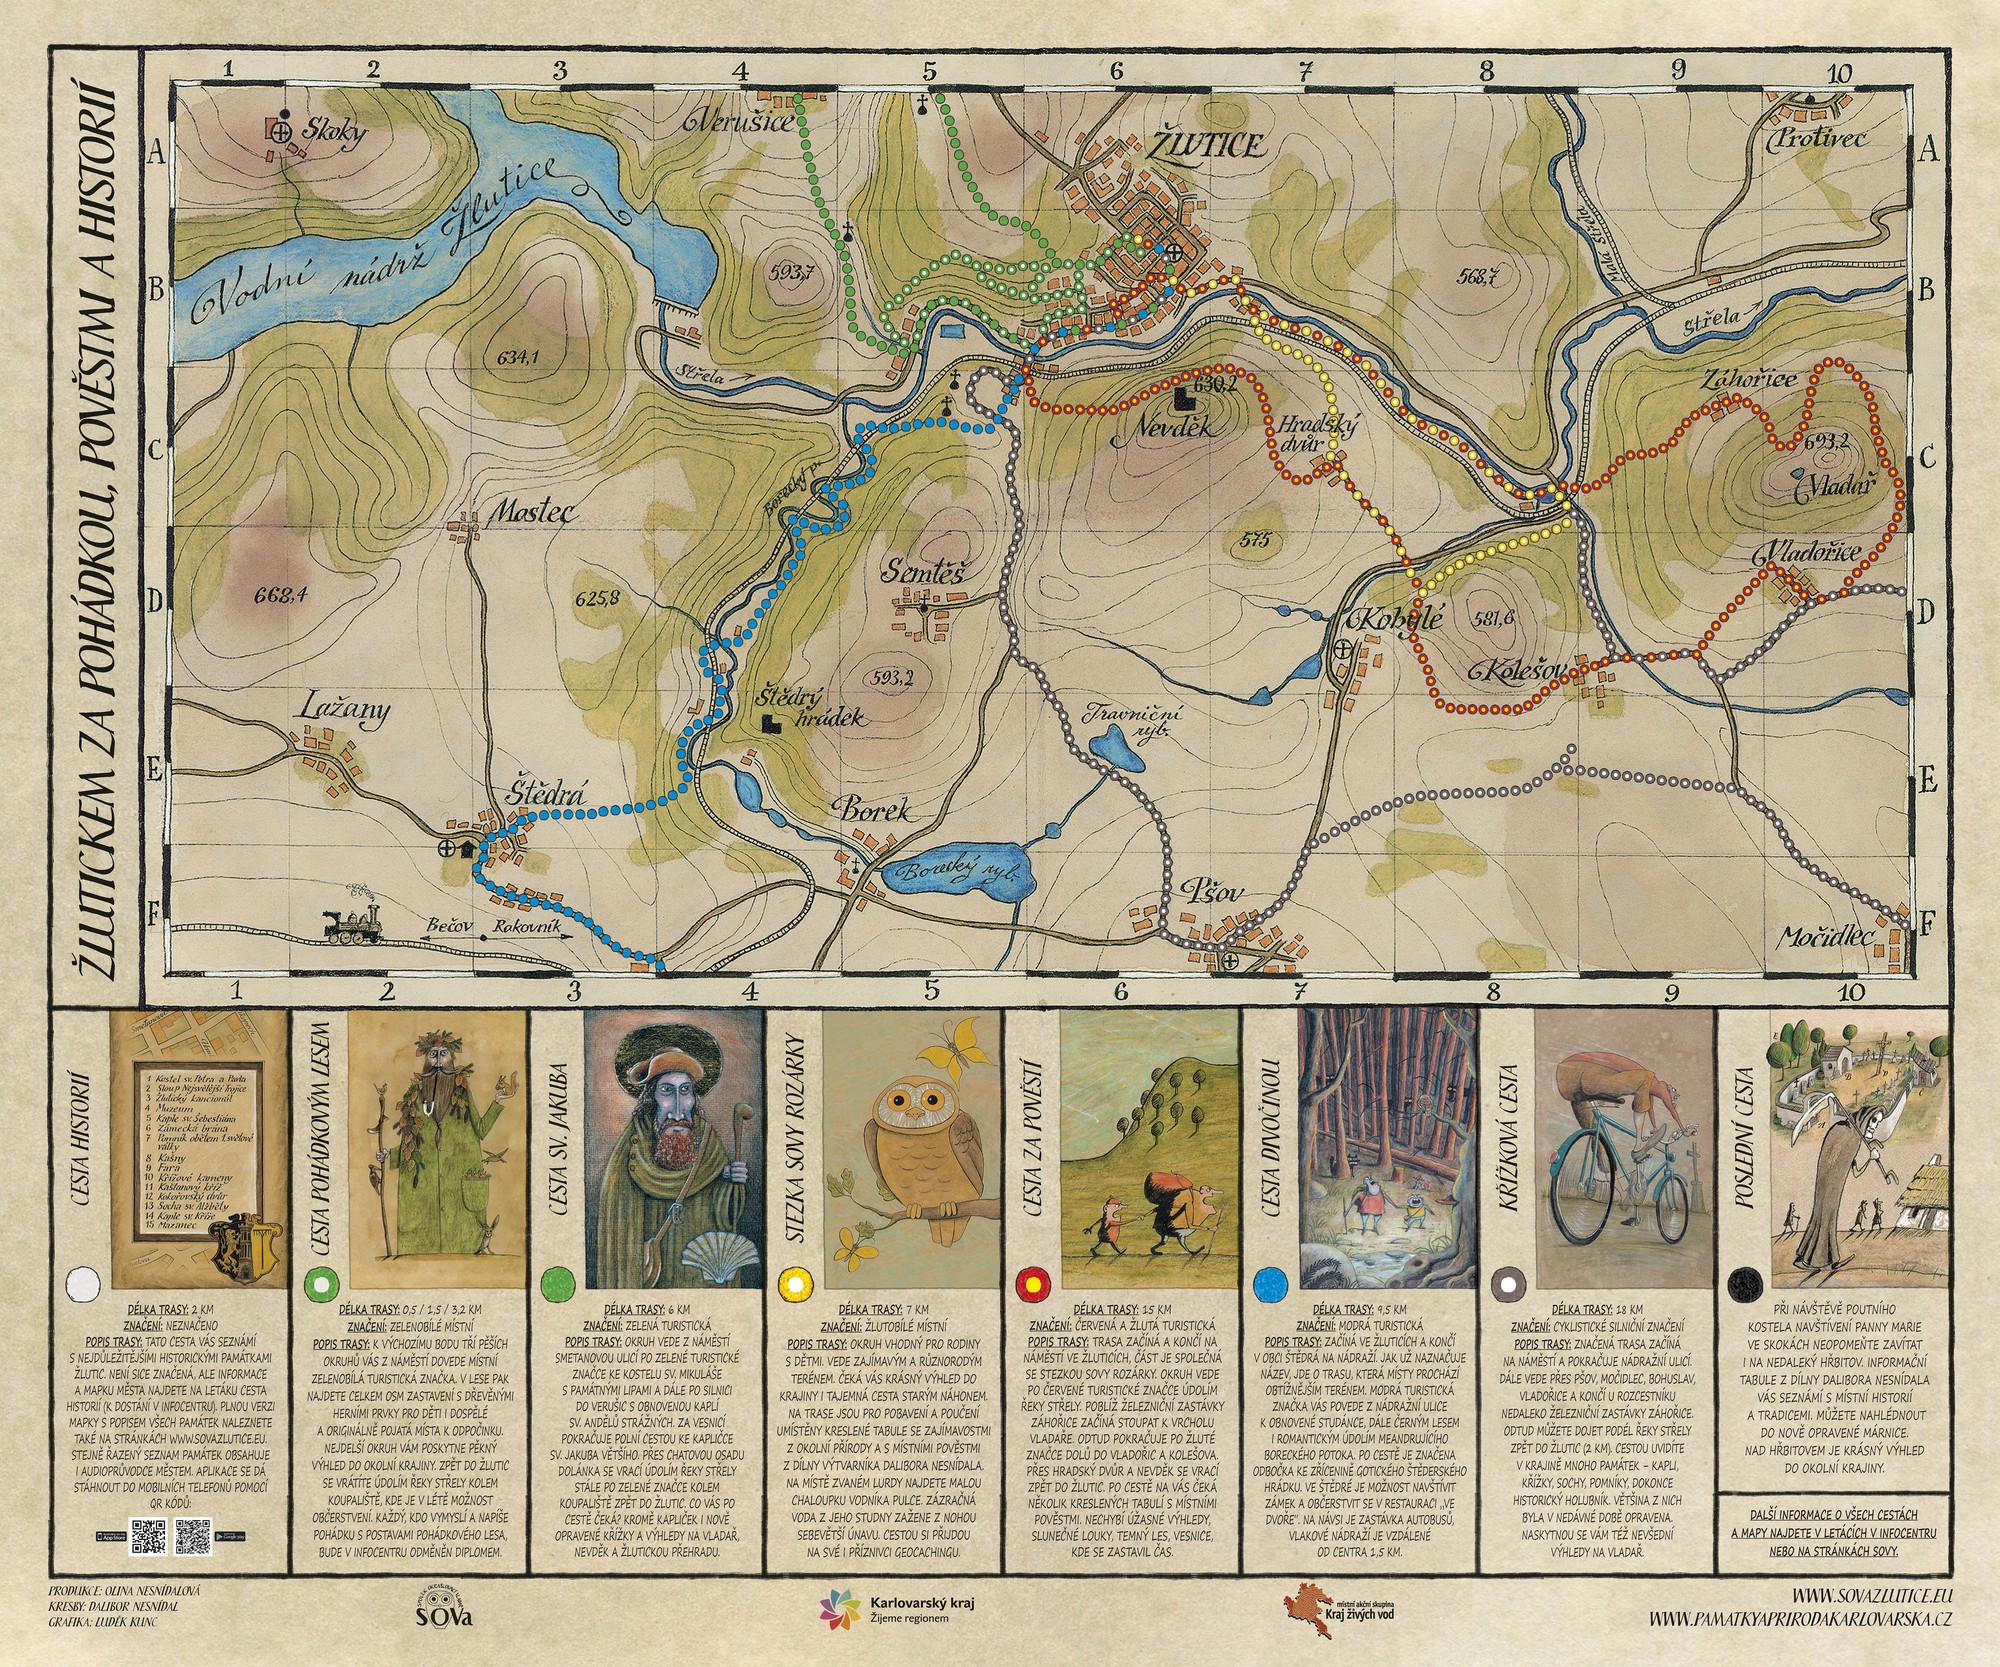 ŽLUTICKEM ZA POHÁDKOU, POVĚSTMI A HISTORIÍ
1 2 3 4 5 6 7 8 9 10
A A
B B
C C
D D
E E
F F
Skoky
Verušice
ŽLUTICE
Protivec
Vodní nádrž Žlutice
Malá Střela
593,7
568,7
Střela
634,1
Střela
630,2
Záhořice
Nevděk
Hradský
dvůr
693,2
Vladař
Borecký p.
Mostec
575
Vladořice
Semtěš
668,4
625,8
Kobylé
581,6
Kolešov
593,2
Štědrý
hrádek
Lažany
Travniční
ryb.
Štědrá
Borek
Borecký ryb.
Pšov
Bečov Rakovník
Močidlec
1 2 3 4 5 6 7 8 9 10
CESTA HISTORIÍ
1 Kostel sv. Petra a Pavla
2 Sloup Nejsvětější Trojice
3 Žlutický kancionál
4 Muzeum
5 Kaple sv. Šebestiána
6 Zámecká brána
7 Pomník obětem 1. světové
války
8 Kašny
9 Fara
10 Křížové kameny
11 Kaštanový kříž
12 Kokořovský dvůr
13 Socha sv. Alžběty
14 Kaple sv. Kříže
15 Mazanec
DÉLKA TRASY: 2 KM
ZNAČENÍ: NEZNAČENO
POPIS TRASY: TATO CESTA VÁS SEZNÁMÍ
S NEJDŮLEŽITĚJŠÍMI HISTORICKÝMI PAMÁTKAMI
ŽLUTIC. NENÍ SICE ZNAČENÁ, ALE INFORMACE
A MAPKU MĚSTA NAJDETE NA LETÁKU CESTA
HISTORIÍ (K DOSTÁNÍ V INFOCENTRU). PLNOU VERZI
MAPKY S POPISEM VŠECH PAMÁTEK NALEZNETE
TAKÉ NA STRÁNKÁCH WWW.SOVAZLUTICE.EU.
STEJNĚ ŘAZENÝ SEZNAM PAMÁTEK OBSAHUJE
I AUDIOPRŮVODCE MĚSTEM. APLIKACE SE DÁ
STÁHNOUT DO MOBILNÍCH TELEFONŮ POMOCÍ
QR KÓDŮ:
App Store
Google play
CESTA POHÁDKOVÝM LESEM
DÉLKA TRASY: 0,5 / 1,5 / 3,2 KM
ZNAČENÍ: ZELENOBÍLÉ MÍSTNÍ
POPIS TRASY: K VÝCHOZÍMU BODU TŘÍ PĚŠÍCH
OKRUHŮ VÁS Z NÁMĚSTÍ DOVEDE MÍSTNÍ
ZELENOBÍLÁ TURISTICKÁ ZNAČKA. V LESE PAK
NAJDETE CELKEM OSM ZASTAVENÍ S DŘEVĚNÝMI
HERNÍMI PRVKY PRO DĚTI I DOSPĚLÉ
A ORIGINÁLNĚ POJATÁ MÍSTA K ODPOČINKU.
NEJDELŠÍ OKRUH VÁM POSKYTNE PĚKNÝ
VÝHLED DO OKOLNÍ KRAJINY. ZPĚT DO ŽLUTIC
SE VRÁTÍTE ÚDOLÍM ŘEKY STŘELY KOLEM
KOUPALIŠTĚ, KDE JE V LÉTĚ MOŽNOST
OBČERSTVENÍ. KAŽDÝ, KDO VYMYSLÍ A NAPÍŠE
POHÁDKU S POSTAVAMI POHÁDKOVÉHO LESA,
BUDE V INFOCENTRU ODMĚNĚN DIPLOMEM.
CESTA SV. JAKUBA
DÉLKA TRASY: 6 KM
ZNAČENÍ: ZELENÁ TURISTICKÁ
POPIS TRASY: OKRUH VEDE Z NÁMĚSTÍ
SMETANOVOU ULICÍ PO ZELENÉ TURISTICKÉ
ZNAČCE KE KOSTELU SV. MIKULÁŠE
S PAMÁTNÝMI LIPAMI A DÁLE PO SILNICI
DO VERUŠIC S OBNOVENOU KAPLÍ
SV. ANDĚLŮ STRÁŽNÝCH. ZA VESNICÍ
POKRAČUJE POLNÍ CESTOU KE KAPLIČCE
SV. JAKUBA VĚTŠÍHO. PŘES CHATOVOU OSADU
DOLÁNKA SE VRACÍ ÚDOLÍM ŘEKY STŘELY
STÁLE PO ZELENÉ ZNAČCE KOLEM
KOUPALIŠTĚ ZPĚT DO ŽLUTIC. CO VÁS PO
CESTĚ ČEKÁ? KROMĚ KAPLIČEK I NOVĚ
OPRAVENÉ KŘÍŽKY A VÝHLEDY NA VLADAŘ,
NEVDĚK A ŽLUTICKOU PŘEHRADU.
STEZKA SOVY ROZÁRKY
DÉLKA TRASY: 7 KM
ZNAČENÍ: ŽLUTOBÍLÉ MÍSTNÍ
POPIS TRASY: OKRUH VHODNÝ PRO RODINY
S DĚTMI. VEDE ZAJÍMAVÝM A RŮZNORODÝM
TERÉNEM. ČEKÁ VÁS KRÁSNÝ VÝHLED DO
KRAJINY I TAJEMNÁ CESTA STARÝM NÁHONEM.
NA TRASE JSOU PRO POBAVENÍ A POUČENÍ
UMÍSTĚNY KRESLENÉ TABULE SE ZAJÍMAVOSTMI
Z OKOLNÍ PŘÍRODY A S MÍSTNÍMI POVĚSTMI
Z DÍLNY VÝTVARNÍKA DALIBORA NESNÍDALA.
NA MÍSTĚ ZVANÉM LURDY NAJDETE MALOU
CHALOUPKU VODNÍKA PULCE. ZÁZRAČNÁ
VODA Z JEHO STUDNY ZAŽENE Z NOHOU
SEBEVĚTŠÍ ÚNAVU. CESTOU SI PŘIJDOU
NA SVÉ I PŘÍZNIVCI GEOCACHINGU.
CESTA ZA POVĚSTÍ
DÉLKA TRASY: 15 KM
ZNAČENÍ: ČERVENÁ A ŽLUTÁ TURISTICKÁ
POPIS TRASY: TRASA ZAČÍNÁ A KONČÍ NA
NÁMĚSTÍ VE ŽLUTICÍCH, ČÁST JE SPOLEČNÁ
SE STEZKOU SOVY ROZÁRKY. OKRUH VEDE
PO ČERVENÉ TURISTICKÉ ZNAČCE ÚDOLÍM
ŘEKY STŘELY. POBLÍŽ ŽELEZNIČNÍ ZASTÁVKY
ZÁHOŘICE ZAČÍNÁ STOUPAT K VRCHOLU
VLADAŘE. ODTUD POKRAČUJE PO ŽLUTÉ
ZNAČCE DOLŮ DO VLADOŘIC A KOLEŠOVA.
PŘES HRADSKÝ DVŮR A NEVDĚK SE VRACÍ
ZPĚT DO ŽLUTIC. PO CESTĚ NA VÁS ČEKÁ
NĚKOLIK KRESLENÝCH TABULÍ S MÍSTNÍMI
POVĚSTMI. NECHYBÍ ÚŽASNÉ VÝHLEDY,
SLUNEČNÉ LOUKY, TEMNÝ LES, VESNICE,
KDE SE ZASTAVIL ČAS.
CESTA DIVOČINOU
DÉLKA TRASY: 9,5 KM
ZNAČENÍ: MODRÁ TURISTICKÁ
POPIS TRASY: ZAČÍNÁ VE ŽLUTICÍCH A KONČÍ
V OBCI ŠTĚDRÁ NA NÁDRAŽÍ. JAK UŽ NAZNAČUJE
NÁZEV, JDE O TRASU, KTERÁ MÍSTY PROCHÁZÍ
OBTÍŽNĚJŠÍM TERÉNEM. MODRÁ TURISTICKÁ
ZNAČKA VÁS POVEDE Z NÁDRAŽNÍ ULICE
K OBNOVENÉ STUDÁNCE, DÁLE ČERNÝM LESEM
I ROMANTICKÝM ÚDOLÍM MEANDRUJÍCÍHO
BORECKÉHO POTOKA. PO CESTĚ JE ZNAČENA
ODBOČKA KE ZŘÍCENINĚ GOTICKÉHO ŠTĚDERSKÉHO
HRÁDKU. VE ŠTĚDRÉ JE MOŽNOST NAVŠTÍVIT
ZÁMEK A OBČERSTVIT SE V RESTAURACI „VE
DVOŘE". NA NÁVSI JE ZASTÁVKA AUTOBUSŮ,
VLAKOVÉ NÁDRAŽÍ JE VZDÁLENÉ
OD CENTRA 1,5 KM.
KŘÍŽKOVÁ CESTA
DÉLKA TRASY: 18 KM
ZNAČENÍ: CYKLISTICKÉ SILNIČNÍ ZNAČENÍ
POPIS TRASY: ZNAČENÁ TRASA ZAČÍNÁ
NA NÁMĚSTÍ A POKRAČUJE NÁDRAŽNÍ ULICÍ.
DÁLE VEDE PŘES PŠOV, MOČIDLEC, BOHUSLAV,
VLADOŘICE A KONČÍ U ROZCESTNÍKU
NEDALEKO ŽELEZNIČNÍ ZASTÁVKY ZÁHOŘICE.
ODTUD MŮŽETE DOJET PODÉL ŘEKY STŘELY
ZPĚT DO ŽLUTIC (2 KM). CESTOU UVIDÍTE
V KRAJINĚ MNOHO PAMÁTEK – KAPLI,
KŘÍŽKY, SOCHY, POMNÍKY, DOKONCE
HISTORICKÝ HOLUBNÍK. VĚTŠINA Z NICH
BYLA V NEDÁVNÉ DOBĚ OPRAVENA.
NASKYTNOU SE VÁM TÉŽ NEVŠEDNÍ
VÝHLEDY NA VLADAŘ.
POSLEDNÍ CESTA
PŘI NÁVŠTĚVĚ POUTNÍHO
KOSTELA NAVŠTÍVENÍ PANNY MARIE
VE SKOKÁCH NEOPOMEŇTE ZAVÍTAT
I NA NEDALEKÝ HŘBITOV. INFORMAČNÍ
TABULE Z DÍLNY DALIBORA NESNÍDALA
VÁS SEZNÁMÍ S MÍSTNÍ HISTORIÍ
A TRADICEMI. MŮŽETE NAHLÉDNOUT
DO NOVĚ OPRAVENÉ MÁRNICE.
NAD HŘBITOVEM JE KRÁSNÝ VÝHLED
DO OKOLNÍ KRAJINY.
DALŠÍ INFORMACE O VŠECH CESTÁCH
A MAPY NAJDETE V LETÁCÍCH V INFOCENTRU
NEBO NA STRÁNKÁCH SOVY.
PRODUKCE: OLINA NESNÍDALOVÁ
KRESBY: DALIBOR NESNÍDAL
GRAFIKA: LUDĚK KUNC
SOVa
Karlovarský kraj
Žijeme regionem
místní akční skupina
Kraj živých vod
WWW.SOVAZLUTICE.EU
WWW.PAMATKYAPRIRODAKARLOVARSKA.CZ